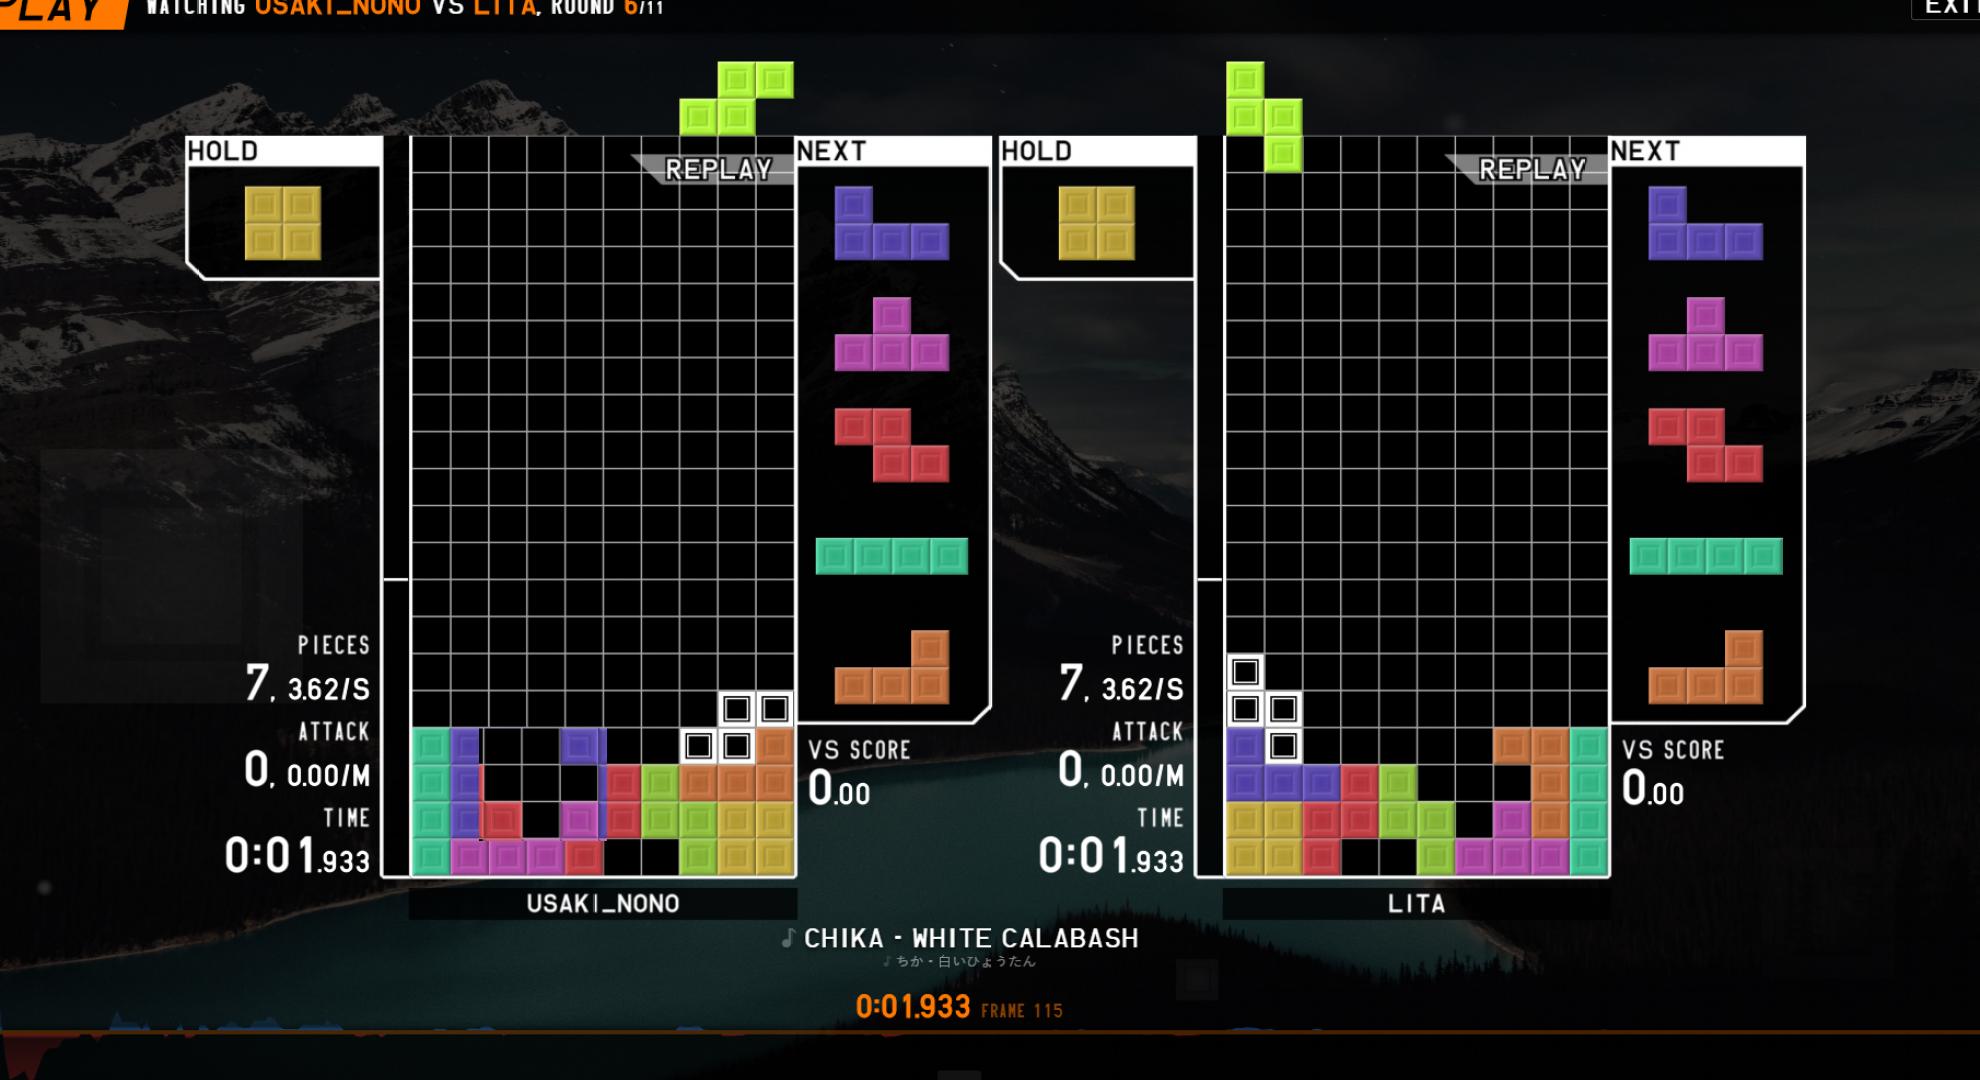 PLAY WATCHING USAKI_NONO VS LITA, ROUND 6/11
HOLD
REPLAY
NEXT
PIECES
7, 3.62/S
ATTACK
0, 0.00/M
TIME
0:01.933
VS SCORE
0.00
USAKI_NONO
HOLD
REPLAY
NEXT
PIECES
7, 3.62/S
ATTACK
0, 0.00/M
TIME
0:01.933
VS SCORE
0.00
LITA
♪ CHIKA - WHITE CALABASH
♪ ちか - 白いひょうたん
0:01.933 FRAME 115